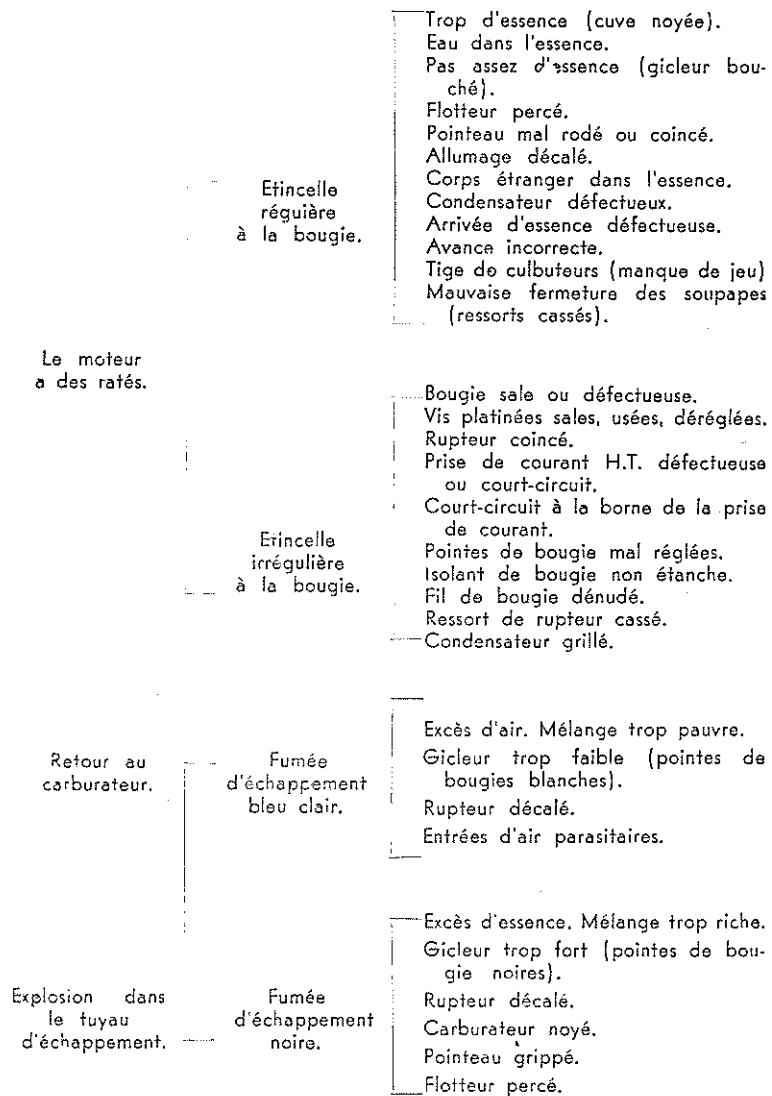 Trop d'essence (cuve noyée).
Eau dans l'essence.
Pas assez d'essence (gicleur bou-
ché).
Flotteur percé.
Pointeau mal rodé ou coincé.
Allumage décalé.
Corps étranger dans l'essence.
Condensateur défectueux.
Arrivée d'essence défectueuse.
Avance incorrecte.
Tige de culbuteurs (manque de jeu)
Mauvaise fermeture des soupapes
(ressorts cassés).
Etincelle
réguière
à la bougie.
Le moteur
a des ratés.
Bougie sale ou défectueuse.
Vis platinées sales, usées, déréglées.
Rupteur coincé.
Prise de courant H.T. défectueuse
ou court-circuit.
Court-circuit à la borne de la prise
de courant.
Pointes de bougie mal réglées.
Isolant de bougie non étanche.
Fil de bougie dénudé.
Ressort de rupteur cassé.
Condensateur grillé.
Etincelle
irrégulière
à la bougie.
Retour au
carburateur.
Fumée
d'échappement
bleu clair.
Excès d'air. Mélange trop pauvre.
Gicleur trop faible (pointes de
bougies blanches).
Rupteur décalé.
Entrées d'air parasitaires.
Explosion dans
le tuyau
d'échappement.
Fumée
d'échappement
noire.
Excès d'essence. Mélange trop riche.
Gicleur trop fort (pointes de bou-
gie noires).
Rupteur décalé.
Carburateur noyé.
Pointeau grippé.
Flotteur percé.